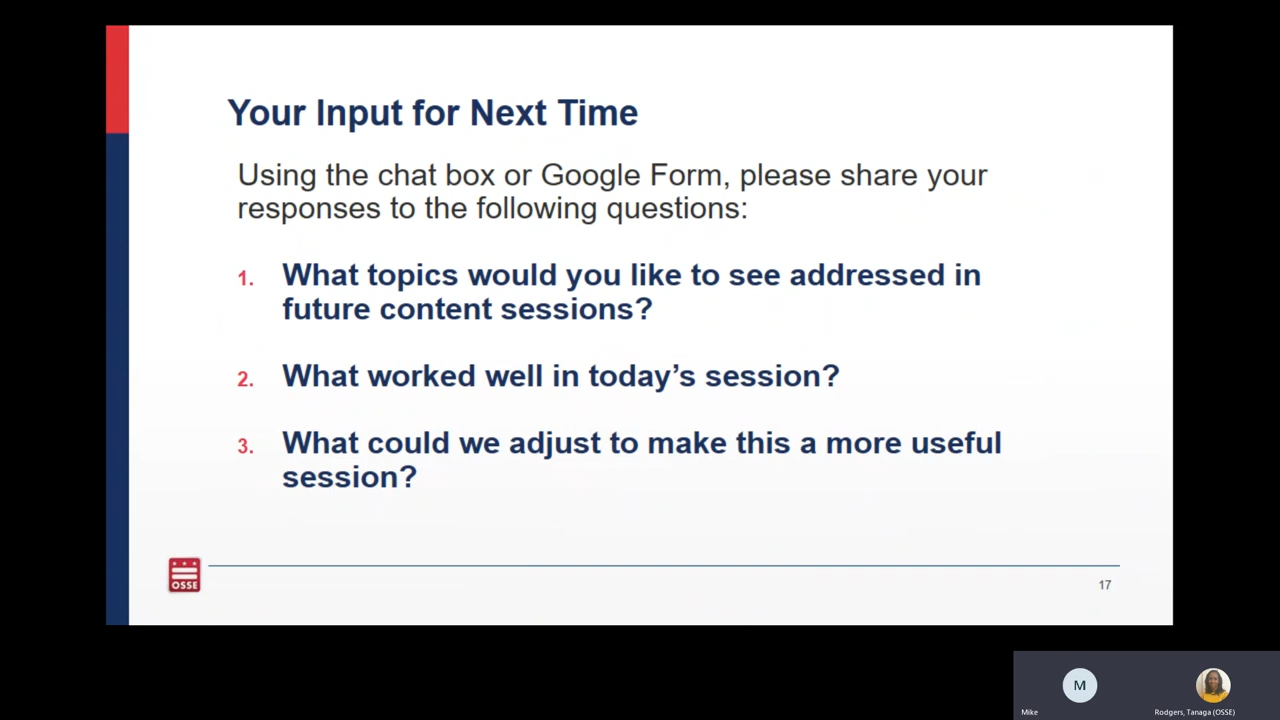 Your Input for Next Time
Using the chat box or Google Form, please share your
responses to the following questions:
1. What topics would you like to see addressed in
future content sessions?
2. What worked well in today’s session?
3. What could we adjust to make this a more useful
session?
OSSE
17
M
Mike
Rodgers, Tanaga (OSSE)